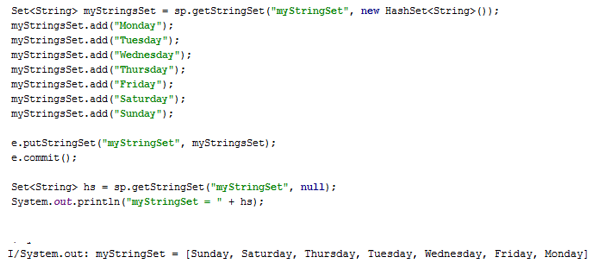 Set<String> myStringsSet = sp.getStringSet("myStringSet", new HashSet<String>());
myStringsSet.add("Monday");
myStringsSet.add("Tuesday");
myStringsSet.add("Wednesday");
myStringsSet.add("Thursday");
myStringsSet.add("Friday");
myStringsSet.add("Saturday");
myStringsSet.add("Sunday");
e.putStringSet("myStringSet", myStringsSet);
e.commit();
Set<String> hs = sp.getStringSet("myStringSet", null);
System.out.println("myStringSet = " + hs);
I/System.out: myStringSet = [Sunday, Saturday, Thursday, Tuesday, Wednesday, Friday, Monday]